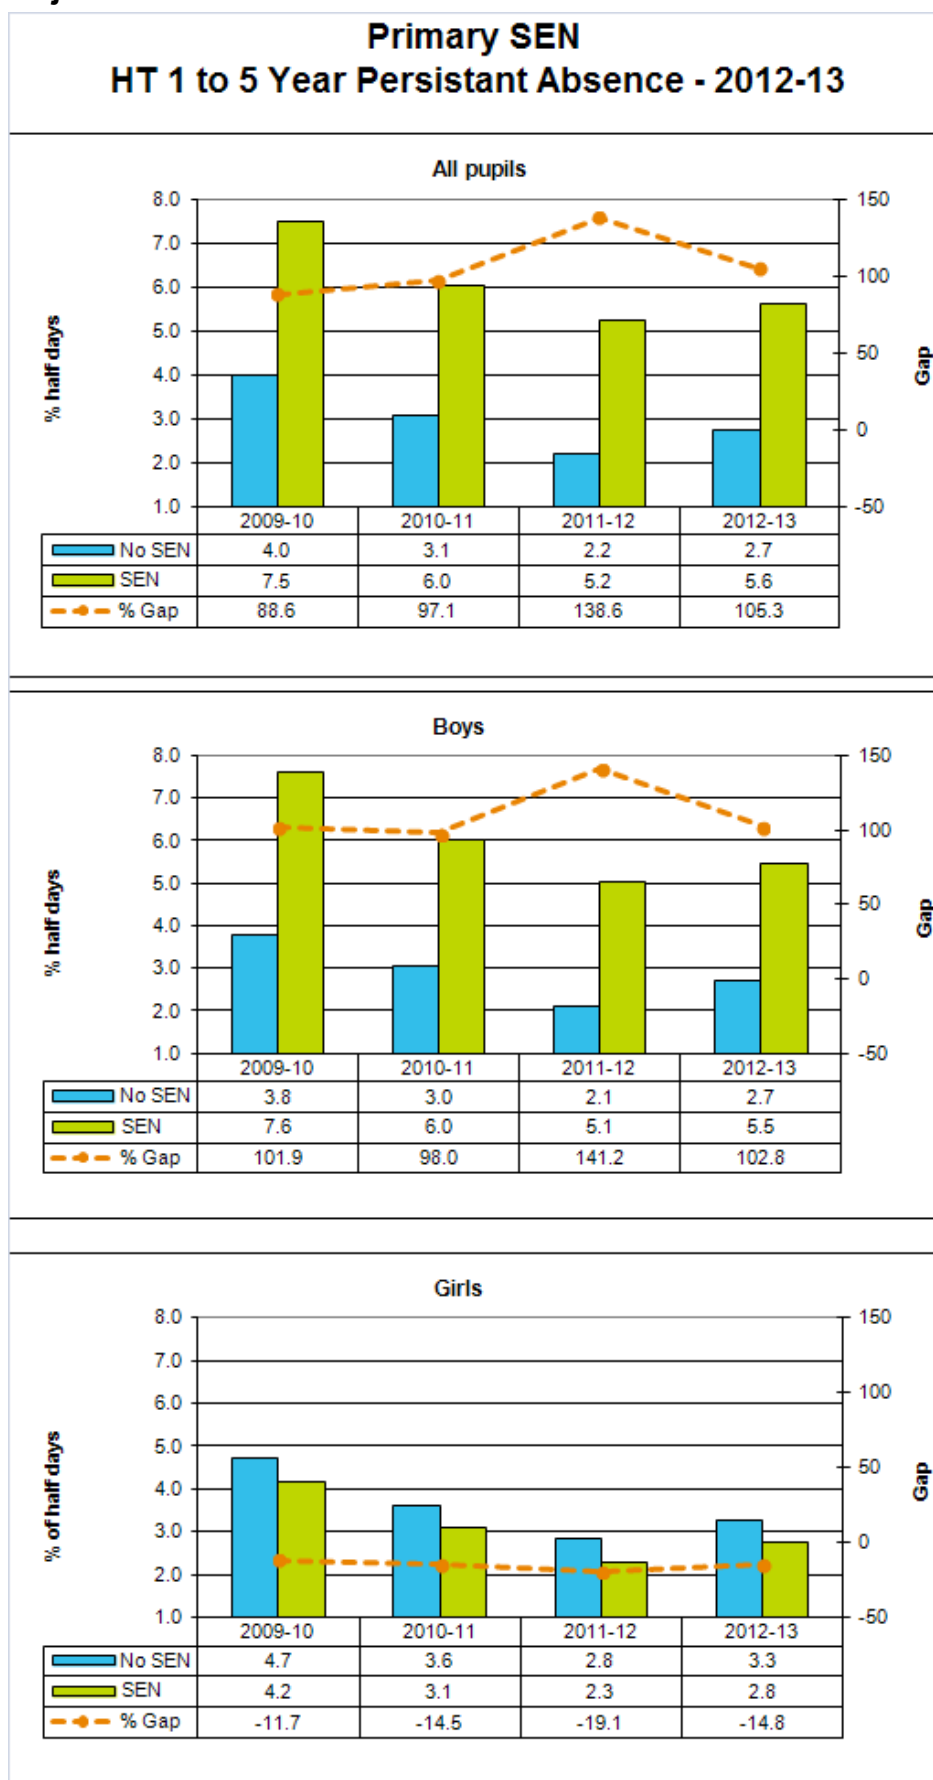 Primary SEN
HT 1 to 5 Year Persistant Absence - 2012-13
All pupils
8.0
7.0
6.0
5.0
4.0
3.0
2.0
1.0
% half days
150
100
50
0
-50
Gap
2009-10 2010-11 2011-12 2012-13
No SEN 4.0 3.1 2.2 2.7
SEN 7.5 6.0 5.2 5.6
% Gap 88.6 97.1 138.6 105.3
Boys
8.0
7.0
6.0
5.0
4.0
3.0
2.0
1.0
% half days
150
100
50
0
-50
Gap
2009-10 2010-11 2011-12 2012-13
No SEN 3.8 3.0 2.1 2.7
SEN 7.6 6.0 5.1 5.5
% Gap 101.9 98.0 141.2 102.8
Girls
8.0
7.0
6.0
5.0
4.0
3.0
2.0
1.0
% of half days
150
100
50
0
-50
Gap
2009-10 2010-11 2011-12 2012-13
No SEN 4.7 3.6 2.8 3.3
SEN 4.2 3.1 2.3 2.8
% Gap -11.7 -14.5 -19.1 -14.8